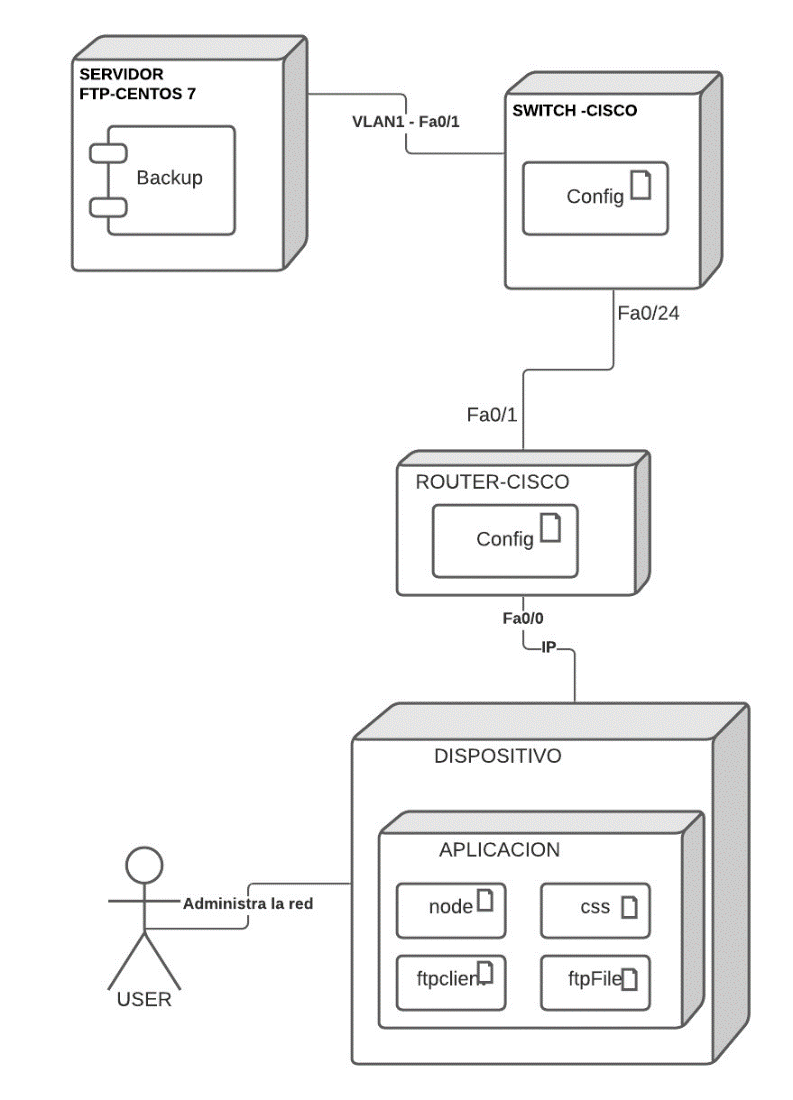 SERVIDOR
FTP-CENTOS 7
Backup
VLAN1 - Fa0/1
SWITCH -CISCO
Config
Fa0/24
Fa0/1
ROUTER-CISCO
Config
Fa0/0
IP
DISPOSITIVO
APLICACION
node
css
ftpclient
ftpFile
Administra la red
USER